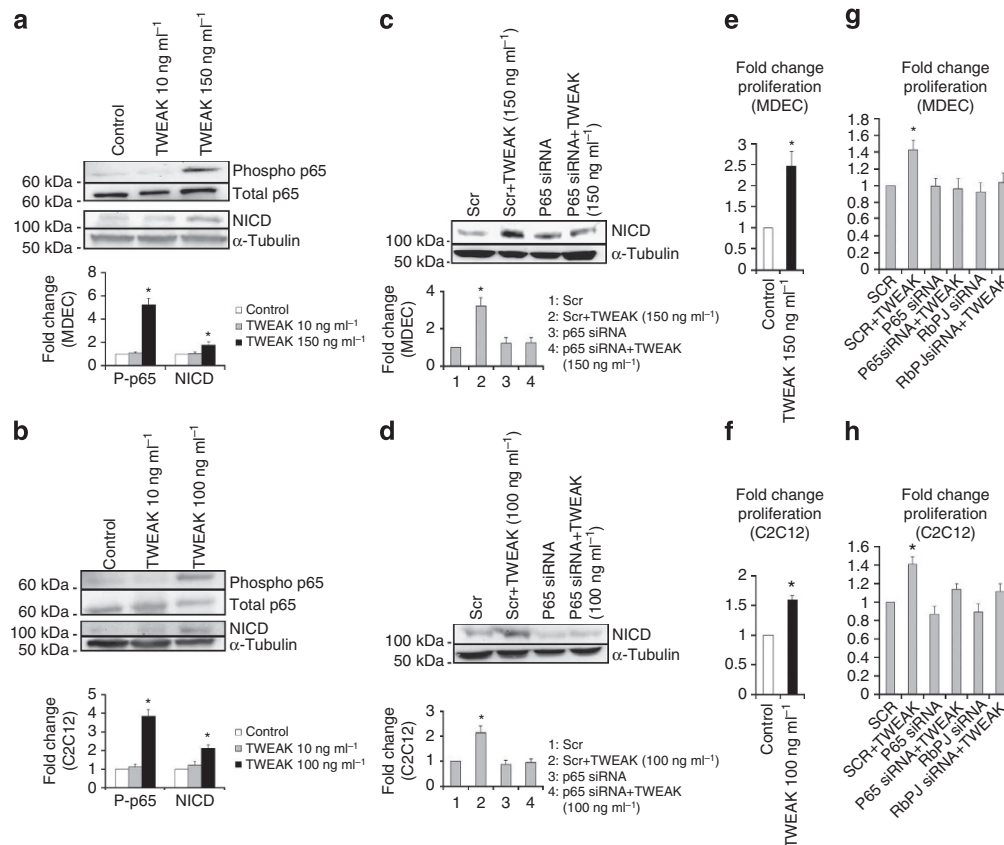 a
Control
TWEAK 10 ng ml⁻¹
TWEAK 150 ng ml⁻¹
Phospho p65
60 kDa
Total p65
60 kDa
NICD
100 kDa
α-Tubulin
50 kDa
Fold change
(MDEC)
8
6
4
2
0
*
*
P-p65
NICD
Control
TWEAK 10 ng ml⁻¹
TWEAK 150 ng ml⁻¹
b
Control
TWEAK 10 ng ml⁻¹
TWEAK 100 ng ml⁻¹
60 kDa
Phospho p65
60 kDa
Total p65
100 kDa
NICD
50 kDa
α-Tubulin
Fold change
(C2C12)
5
4
3
2
1
0
*
*
P-p65
NICD
Control
TWEAK 10 ng ml⁻¹
TWEAK 100 ng ml⁻¹
c
Scr
Scr+TWEAK (150 ng ml⁻¹)
P65 siRNA
P65 siRNA+TWEAK
(150 ng ml⁻¹)
100 kDa
NICD
50 kDa
α-Tubulin
Fold change
(MDEC)
4
2
0
*
1
2
3
4
1: Scr
2: Scr+TWEAK (150 ng ml⁻¹)
3: p65 siRNA
4: p65 siRNA+TWEAK
(150 ng ml⁻¹)
d
Scr
Scr+TWEAK (100 ng ml⁻¹)
P65 siRNA
P65 siRNA+TWEAK
(100 ng ml⁻¹)
100 kDa
NICD
50 kDa
α-Tubulin
Fold change
(C2C12)
3
2
1
0
*
1
2
3
4
1: Scr
2: Scr+TWEAK (100 ng ml⁻¹)
3: p65 siRNA
4: p65 siRNA+TWEAK
(100 ng ml⁻¹)
e
Fold change
proliferation
(MDEC)
3
2.5
2
1.5
1
0.5
0
*
Control
TWEAK 150 ng ml⁻¹
f
Fold change
proliferation
(C2C12)
2
1.5
1
0.5
0
*
Control
TWEAK 100 ng ml⁻¹
g
Fold change
proliferation
(MDEC)
1.8
1.6
1.4
1.2
1
0.8
0.6
0.4
0.2
0
*
SCR
SCR+TWEAK
P65 siRNA
P65siRNA+TWEAK
RbPJ siRNA
RbPJsiRNA+TWEAK
h
Fold change
proliferation
(C2C12)
1.6
1.4
1.2
1
0.8
0.6
0.4
0.2
0
*
SCR
SCR+TWEAK
P65 siRNA
P65 siRNA+TWEAK
RbPJ siRNA
RbPJ siRNA+TWEAK